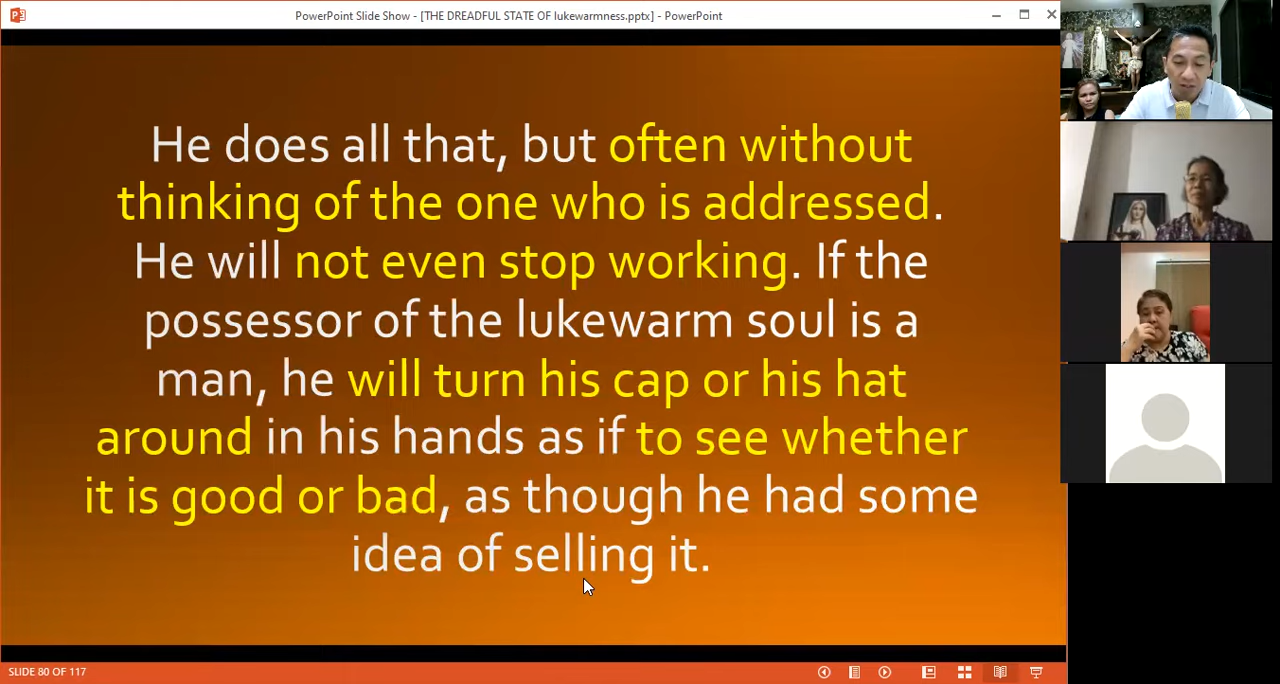 PowerPoint Slide Show - [THE DREADFUL STATE OF lukewarmness.pptx] - PowerPoint
He does all that, but often without
thinking of the one who is addressed.
He will not even stop working. If the
possessor of the lukewarm soul is a
man, he will turn his cap or his hat
around in his hands as if to see whether
it is good or bad, as though he had some
idea of selling it.
SLIDE 80 OF 117